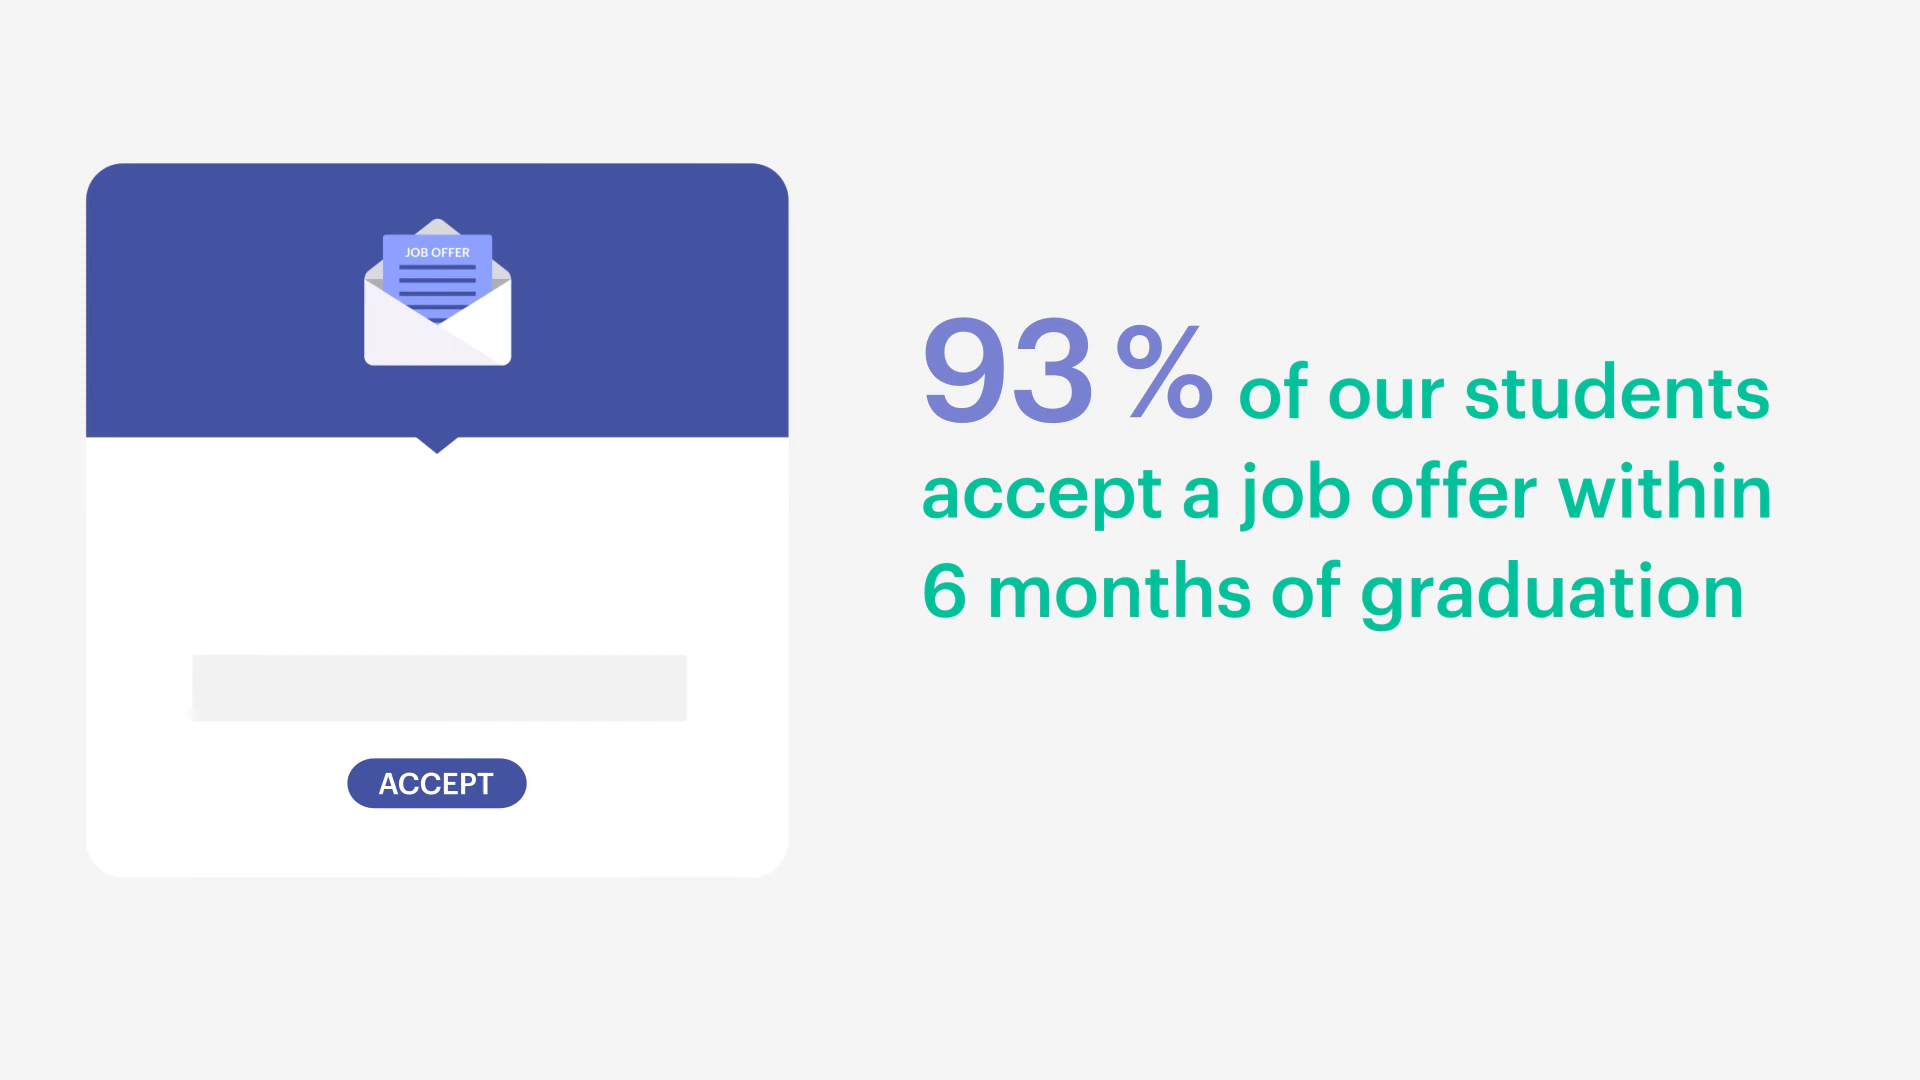 JOB OFFER
ACCEPT
93% of our students
accept a job offer within
6 months of graduation